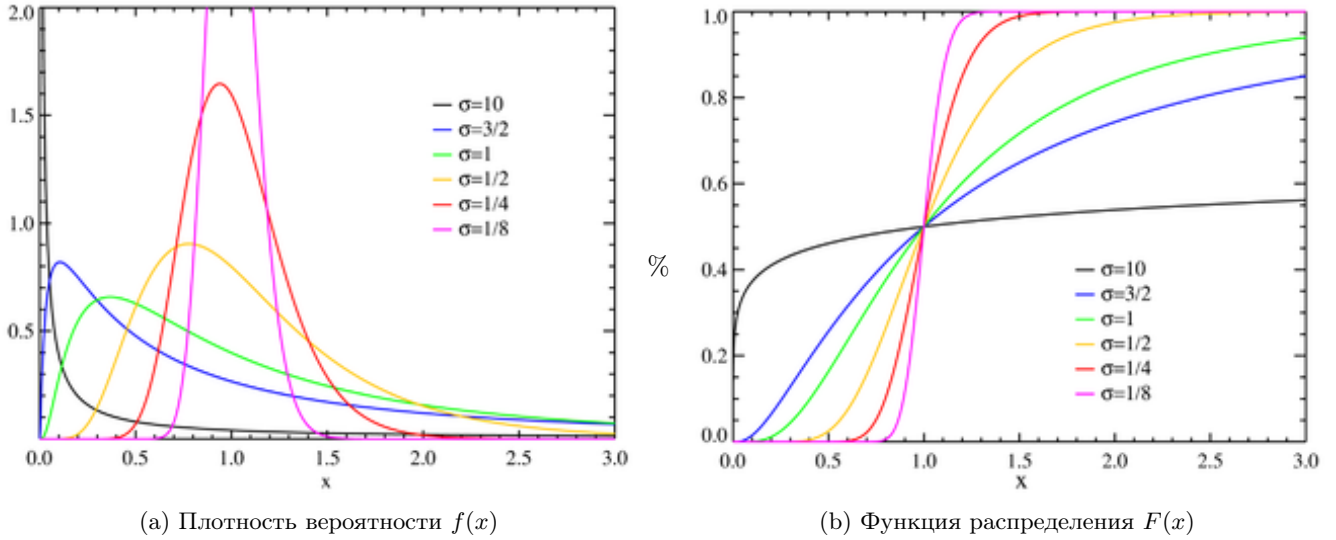 2.0
1.5
1.0
0.5
σ=10
σ=3/2
σ=1
σ=1/2
σ=1/4
σ=1/8
0.0 0.5 1.0 1.5 2.0 2.5 3.0
x
(a) Плотность вероятности f(x)
%
1.0
0.8
0.6
0.4
0.2
0.0
σ=10
σ=3/2
σ=1
σ=1/2
σ=1/4
σ=1/8
0.0 0.5 1.0 1.5 2.0 2.5 3.0
x
(b) Функция распределения F(x)